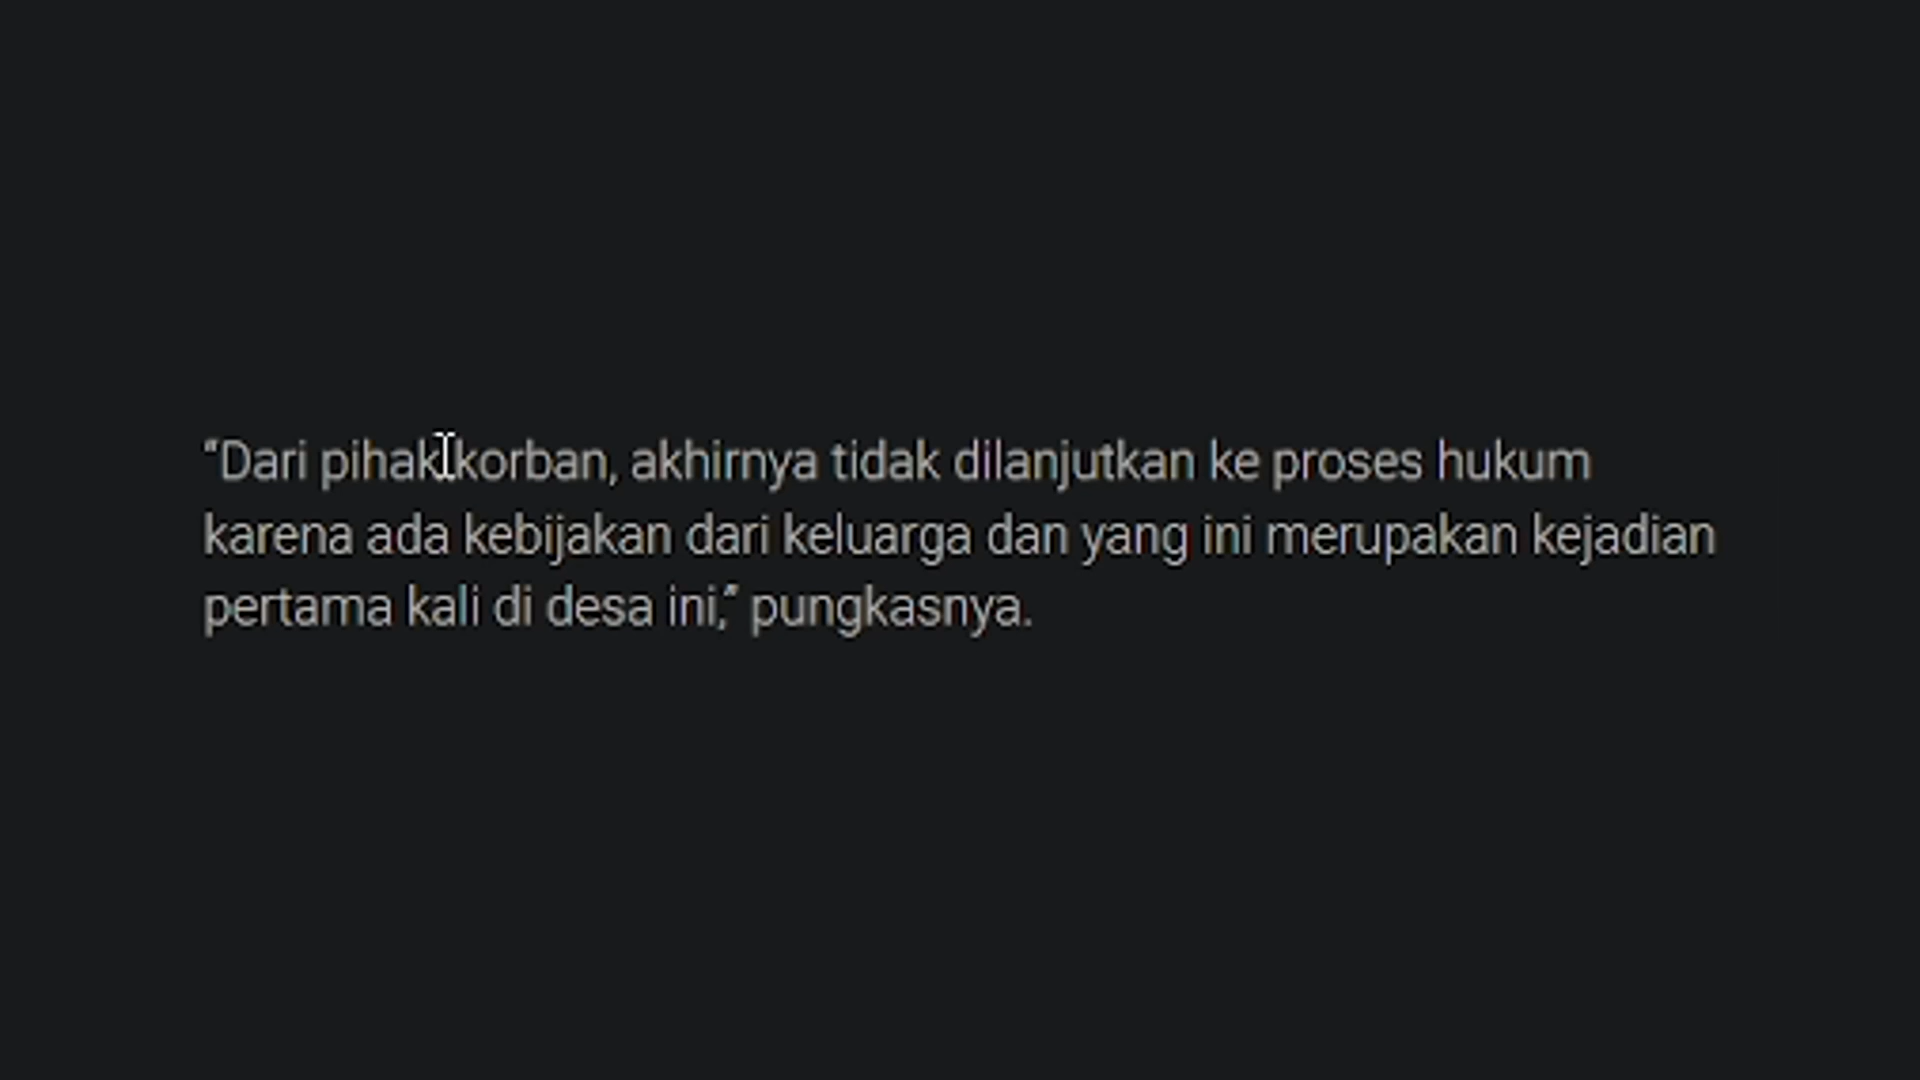 “Dari pihak korban, akhirnya tidak dilanjutkan ke proses hukum
karena ada kebijakan dari keluarga dan yang ini merupakan kejadian
pertama kali di desa ini,” pungkasnya.